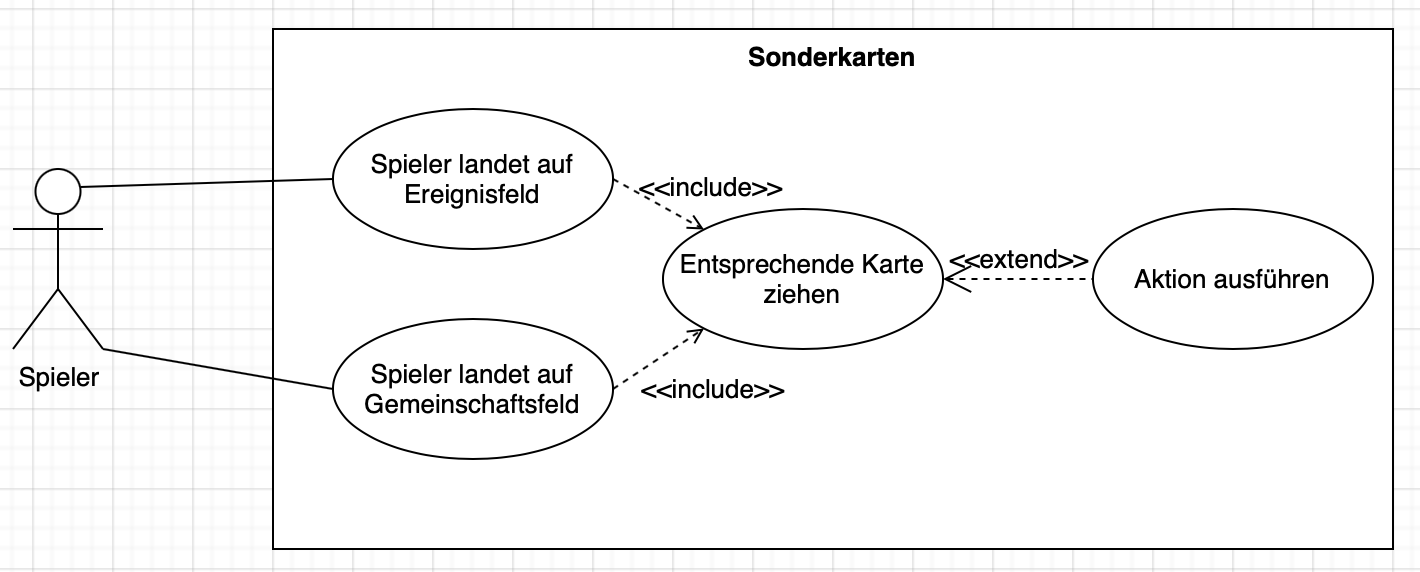 Sonderkarten
Spieler landet auf
Ereignisfeld
<<include>>
Entsprechende Karte
ziehen
<<extend>>
Aktion ausführen
Spieler
Spieler landet auf
Gemeinschaftsfeld
<<include>>